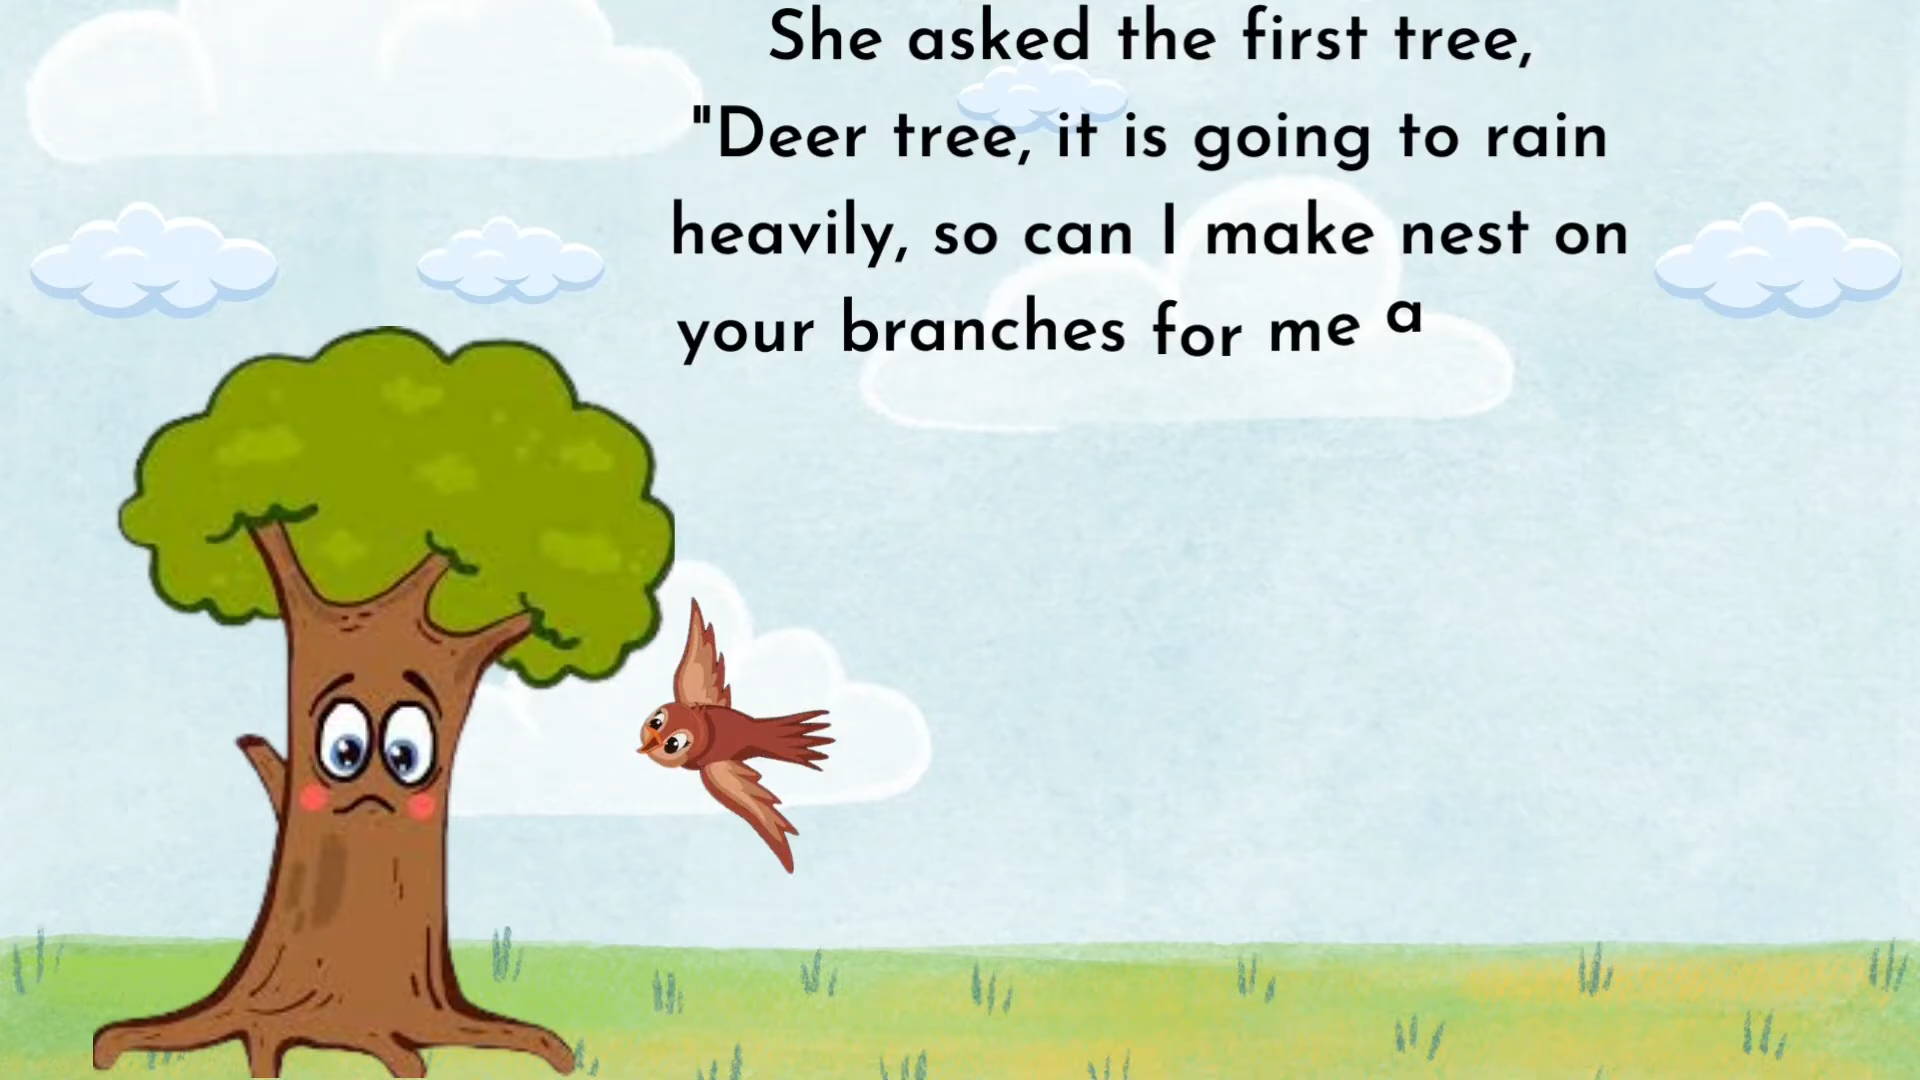 She asked the first tree,
"Deer tree, it is going to rain
heavily, so can I make nest on
your branches for me a